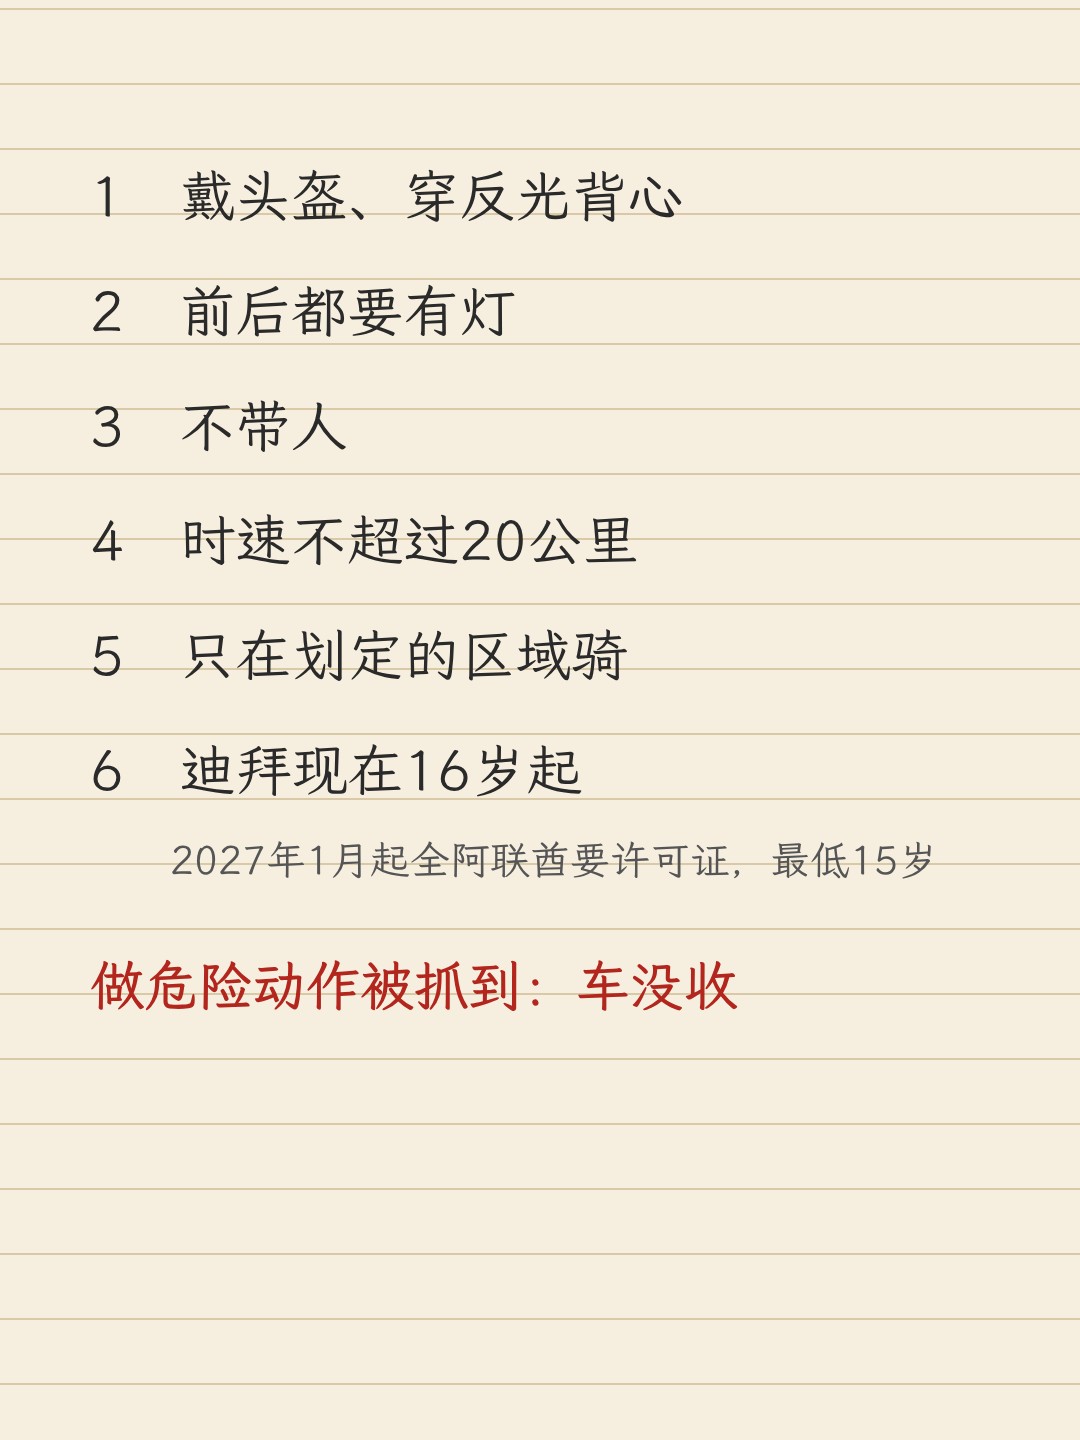 1 戴头盔、穿反光背心
2 前后都要有灯
3 不带人
4 时速不超过20公里
5 只在划定的区域骑
6 迪拜现在16岁起
2027年1月起全阿联酋要许可证，最低15岁
做危险动作被抓到：车没收